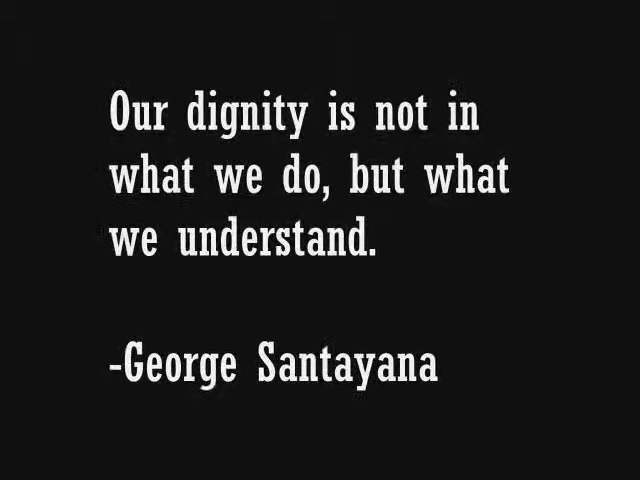 Our dignity is not in
what we do, but what
we understand.
-George Santayana